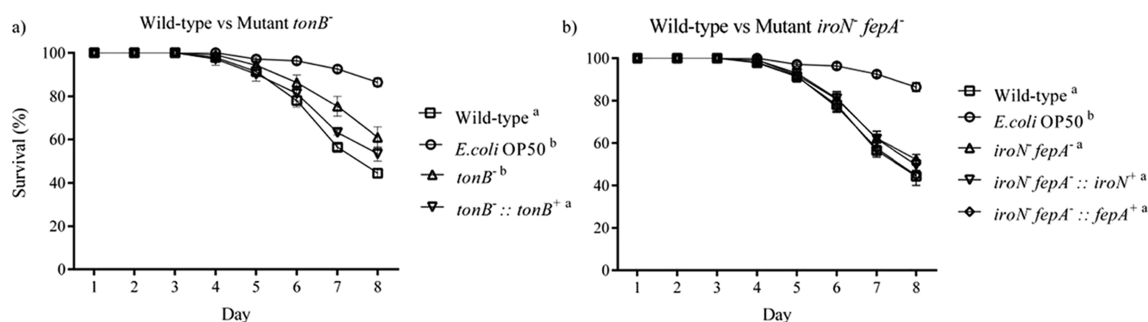 a)
Wild-type vs Mutant tonB⁻
Survival (%)
100
80
60
40
20
0
1 2 3 4 5 6 7 8
Day
Wild-type ᵃ
E.coli OP50 ᵇ
tonB⁻ ᵇ
tonB⁻ :: tonB⁺ ᵃ
b)
Wild-type vs Mutant iroN⁻ fepA⁻
100
80
60
40
20
0
1 2 3 4 5 6 7 8
Day
Wild-type ᵃ
E.coli OP50 ᵇ
iroN⁻ fepA⁻ ᵃ
iroN⁻ fepA⁻ :: iroN⁺ ᵃ
iroN⁻ fepA⁻ :: fepA⁺ ᵃ